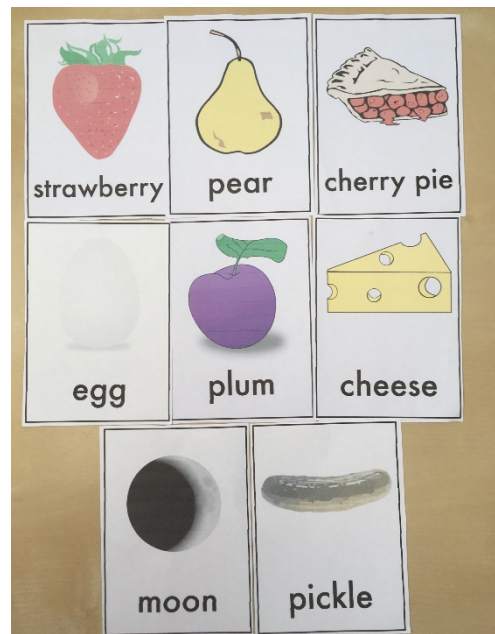 strawberry
pear
cherry pie
egg
plum
cheese
moon
pickle